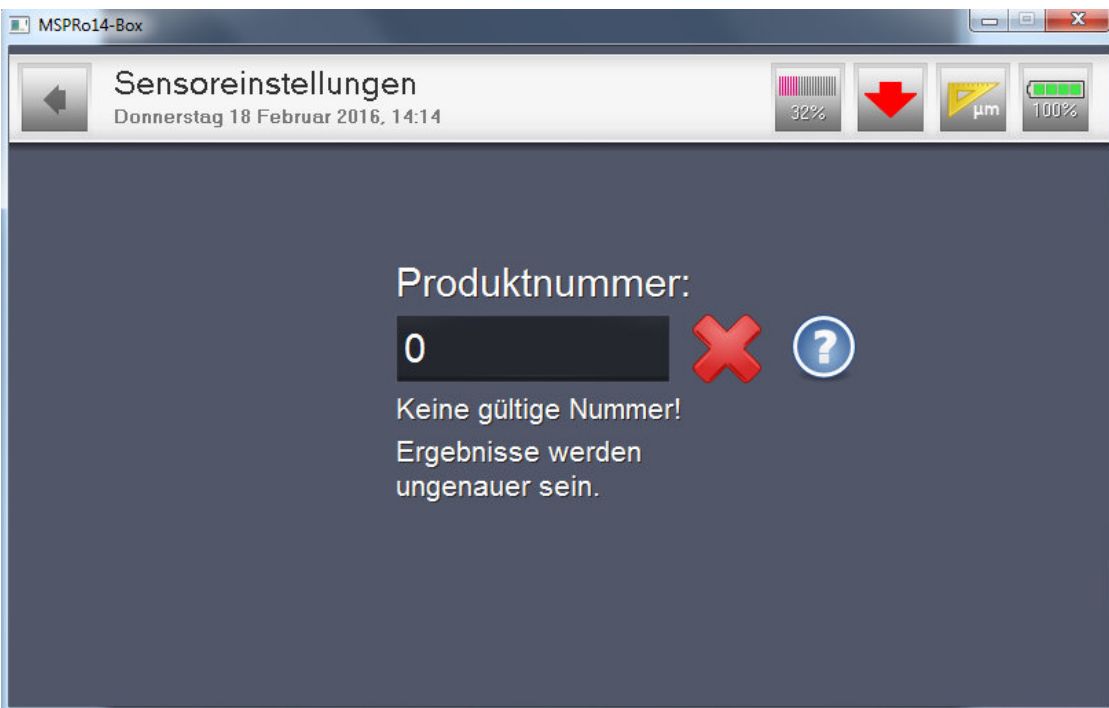 MSPRo14-Box
Sensoreinstellungen
Donnerstag 18 Februar 2016, 14:14
32%
µm
100%
Produktnummer:
0
?
Keine gültige Nummer!
Ergebnisse werden
ungenauer sein.